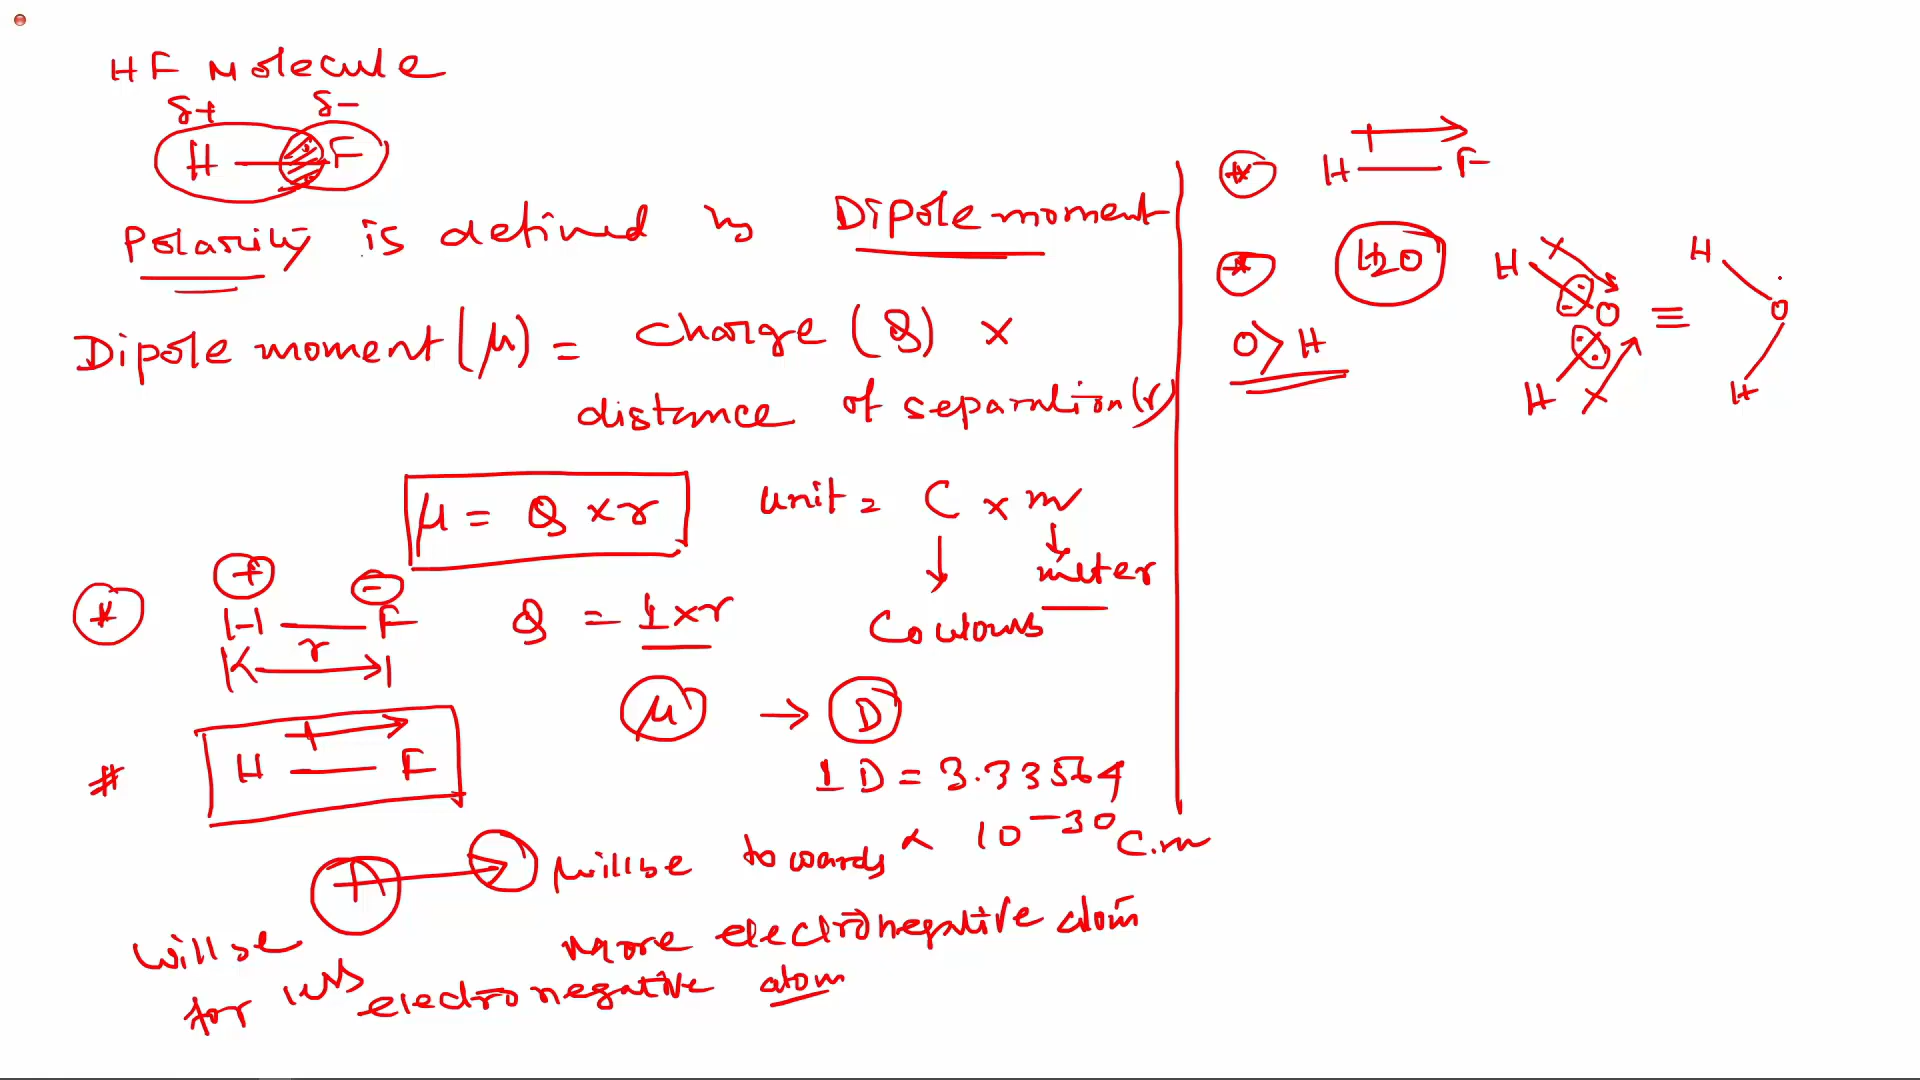 HF Molecule
δ+ δ-
H — F
Polarity is defined by Dipole moment
Dipole moment (μ) = charge (Q) ×
distance of separation (r)
μ = Q × r
unit = C × m
meter
Coulomb
+ -
H — F
r
Q = 1 × r
μ → D
1 D = 3.33564
× 10⁻³⁰ C.m
# H — F
will be towards
more electronegative atom
will be
for less electronegative atom
* H — F
* H2O
O > H
H O H ≡ H O H